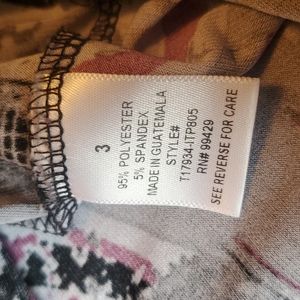 3
95% POLYESTER
5% SPANDEX
MADE IN GUATEMALA
STYLE#
T17934-ITP805
RN# 99429
SEE REVERSE FOR CARE